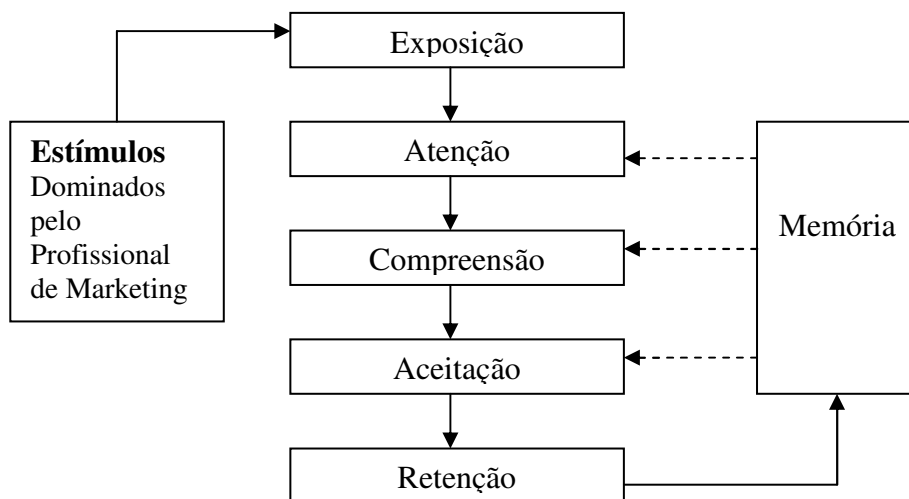 Exposição
Estímulos
Dominados
pelo
Profissional
de Marketing
Atenção
Memória
Compreensão
Aceitação
Retenção